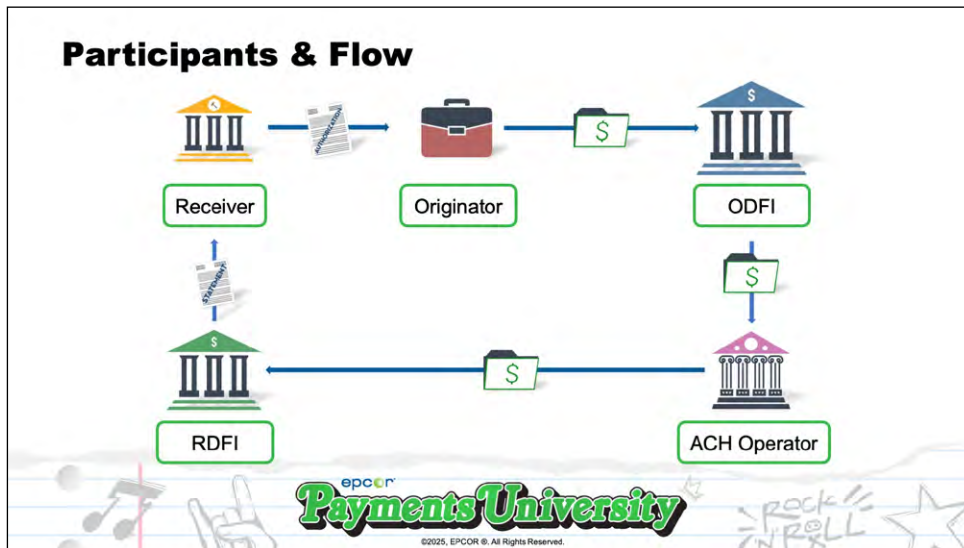 Participants & Flow
AUTHORIZATION
$
$
Receiver
Originator
ODFI
STATEMENT
$
$
$
RDFI
ACH Operator
epcor
Payments University
ROCK
N' ROLL
©2025, EPCOR ®. All Rights Reserved.